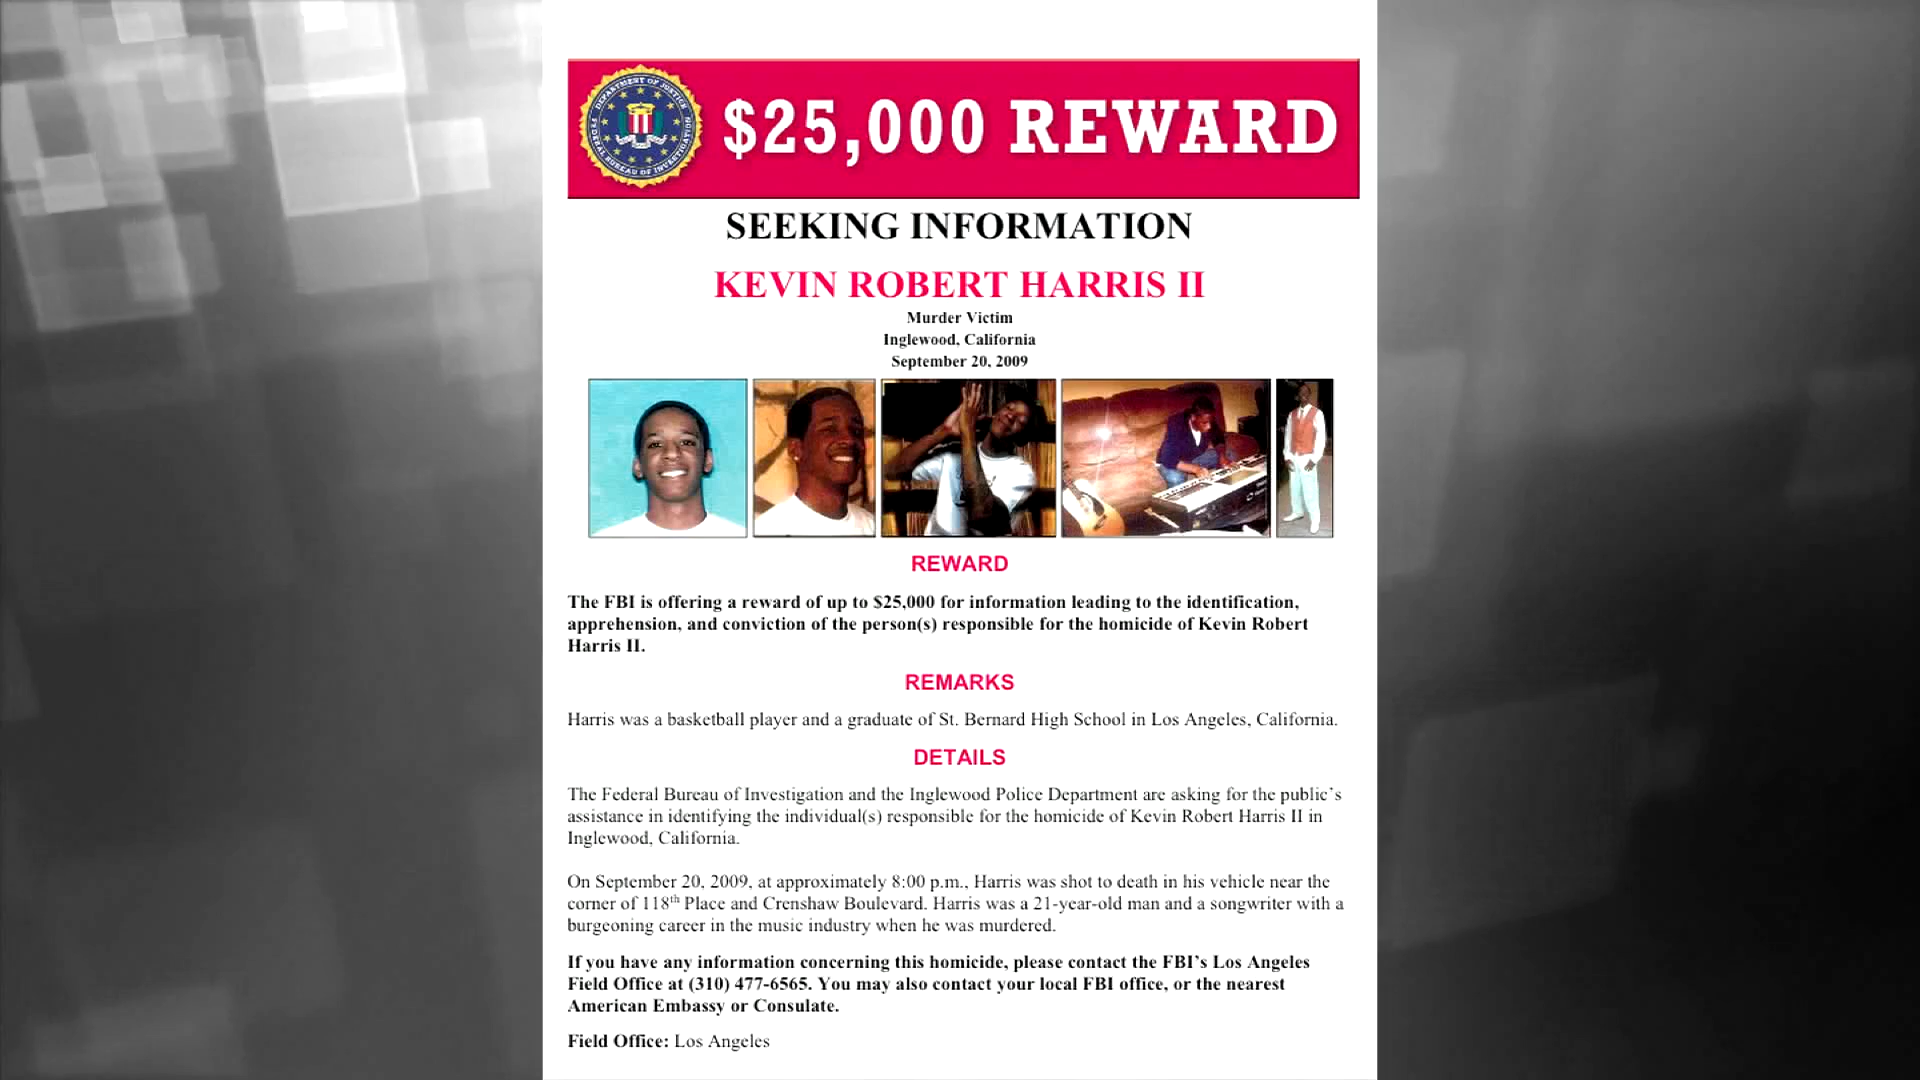 DEPARTMENT OF JUSTICE
FEDERAL BUREAU OF INVESTIGATION
$25,000 REWARD
SEEKING INFORMATION
KEVIN ROBERT HARRIS II
Murder Victim
Inglewood, California
September 20, 2009
REWARD
The FBI is offering a reward of up to $25,000 for information leading to the identification,
apprehension, and conviction of the person(s) responsible for the homicide of Kevin Robert
Harris II.
REMARKS
Harris was a basketball player and a graduate of St. Bernard High School in Los Angeles, California.
DETAILS
The Federal Bureau of Investigation and the Inglewood Police Department are asking for the public's
assistance in identifying the individual(s) responsible for the homicide of Kevin Robert Harris II in
Inglewood, California.
On September 20, 2009, at approximately 8:00 p.m., Harris was shot to death in his vehicle near the
corner of 118th Place and Crenshaw Boulevard. Harris was a 21-year-old man and a songwriter with a
burgeoning career in the music industry when he was murdered.
If you have any information concerning this homicide, please contact the FBI's Los Angeles
Field Office at (310) 477-6565. You may also contact your local FBI office, or the nearest
American Embassy or Consulate.
Field Office: Los Angeles